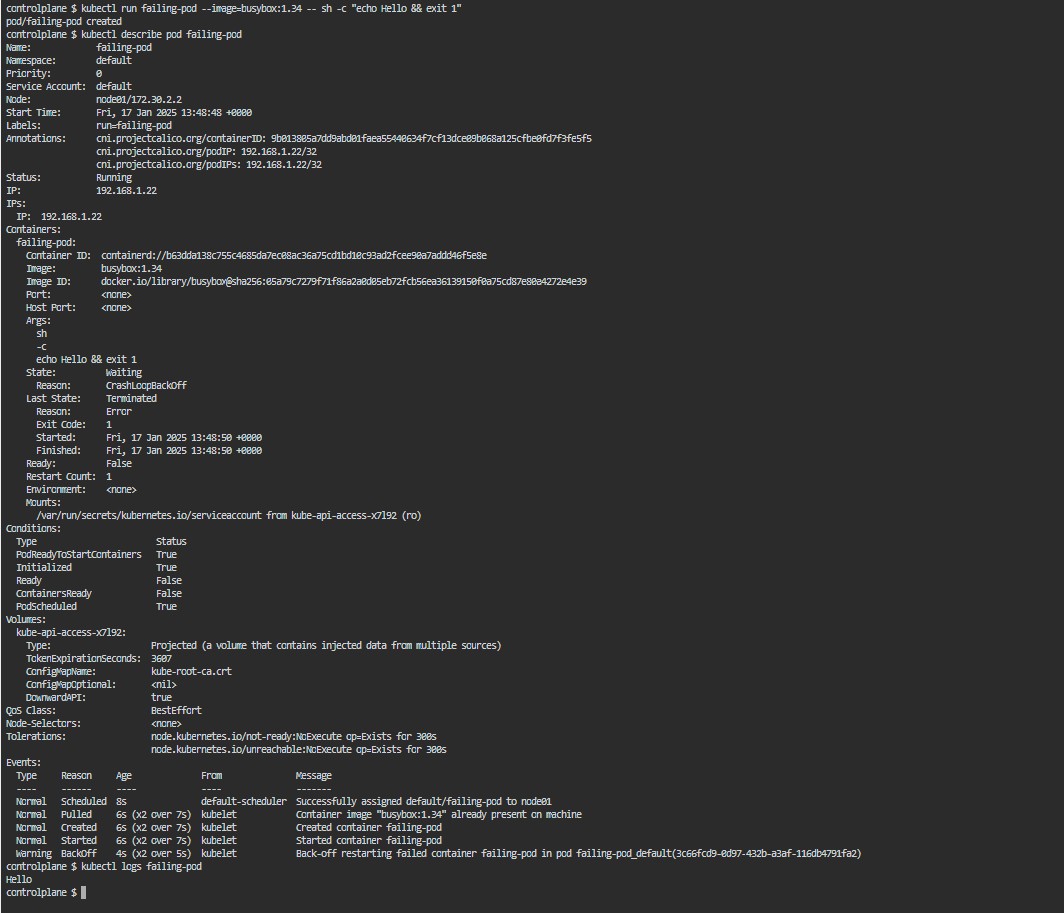 controlplane $ kubectl run failing-pod --image=busybox:1.34 -- sh -c "echo Hello && exit 1"
pod/failing-pod created
controlplane $ kubectl describe pod failing-pod
Name:             failing-pod
Namespace:        default
Priority:         0
Service Account:  default
Node:             node01/172.30.2.2
Start Time:       Fri, 17 Jan 2025 13:48:48 +0000
Labels:           run=failing-pod
Annotations:      cni.projectcalico.org/containerID: 9b013805a7dd9abd01faea55440634f7cf13dce09b068a125cfbe0fd7f3fe5f5
                  cni.projectcalico.org/podIP: 192.168.1.22/32
                  cni.projectcalico.org/podIPs: 192.168.1.22/32
Status:           Running
IP:               192.168.1.22
IPs:
  IP:  192.168.1.22
Containers:
  failing-pod:
    Container ID:  containerd://b63dda138c755c4685da7ec08ac36a75cd1bd10c93ad2fcee90a7addd46f5e8e
    Image:         busybox:1.34
    Image ID:      docker.io/library/busybox@sha256:05a79c7279f71f86a2a0d05eb72fcb56ea36139150f0a75cd87e80a4272e4e39
    Port:          <none>
    Host Port:     <none>
    Args:
      sh
      -c
      echo Hello && exit 1
    State:          Waiting
      Reason:       CrashLoopBackOff
    Last State:     Terminated
      Reason:       Error
      Exit Code:    1
      Started:      Fri, 17 Jan 2025 13:48:50 +0000
      Finished:     Fri, 17 Jan 2025 13:48:50 +0000
    Ready:          False
    Restart Count:  1
    Environment:    <none>
    Mounts:
      /var/run/secrets/kubernetes.io/serviceaccount from kube-api-access-x7l92 (ro)
Conditions:
  Type                        Status
  PodReadyToStartContainers   True
  Initialized                 True
  Ready                       False
  ContainersReady             False
  PodScheduled                True
Volumes:
  kube-api-access-x7l92:
    Type:                    Projected (a volume that contains injected data from multiple sources)
    TokenExpirationSeconds:  3607
    ConfigMapName:           kube-root-ca.crt
    ConfigMapOptional:       <nil>
    DownwardAPI:             true
QoS Class:                   BestEffort
Node-Selectors:              <none>
Tolerations:                 node.kubernetes.io/not-ready:NoExecute op=Exists for 300s
                             node.kubernetes.io/unreachable:NoExecute op=Exists for 300s
Events:
  Type     Reason     Age              From               Message
  ----     ------     ----             ----               -------
  Normal   Scheduled  8s               default-scheduler  Successfully assigned default/failing-pod to node01
  Normal   Pulled     6s (x2 over 7s)  kubelet            Container image "busybox:1.34" already present on machine
  Normal   Created    6s (x2 over 7s)  kubelet            Created container failing-pod
  Normal   Started    6s (x2 over 7s)  kubelet            Started container failing-pod
  Warning  BackOff    4s (x2 over 5s)  kubelet            Back-off restarting failed container failing-pod in pod failing-pod_default(3c66fcd9-0d97-432b-a3af-116db4791fa2)
controlplane $ kubectl logs failing-pod
Hello
controlplane $